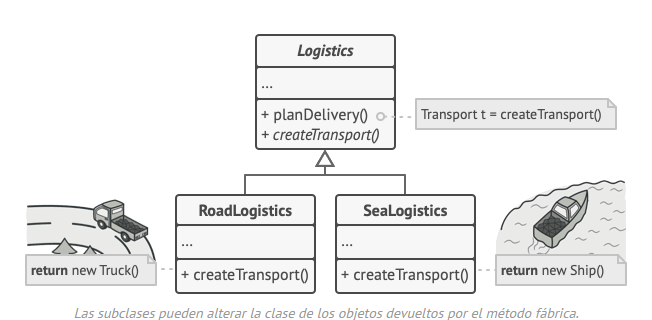 Logistics
...
+ planDelivery()
+ createTransport()
Transport t = createTransport()
RoadLogistics
...
+ createTransport()
return new Truck()
SeaLogistics
...
+ createTransport()
return new Ship()
Las subclases pueden alterar la clase de los objetos devueltos por el método fábrica.